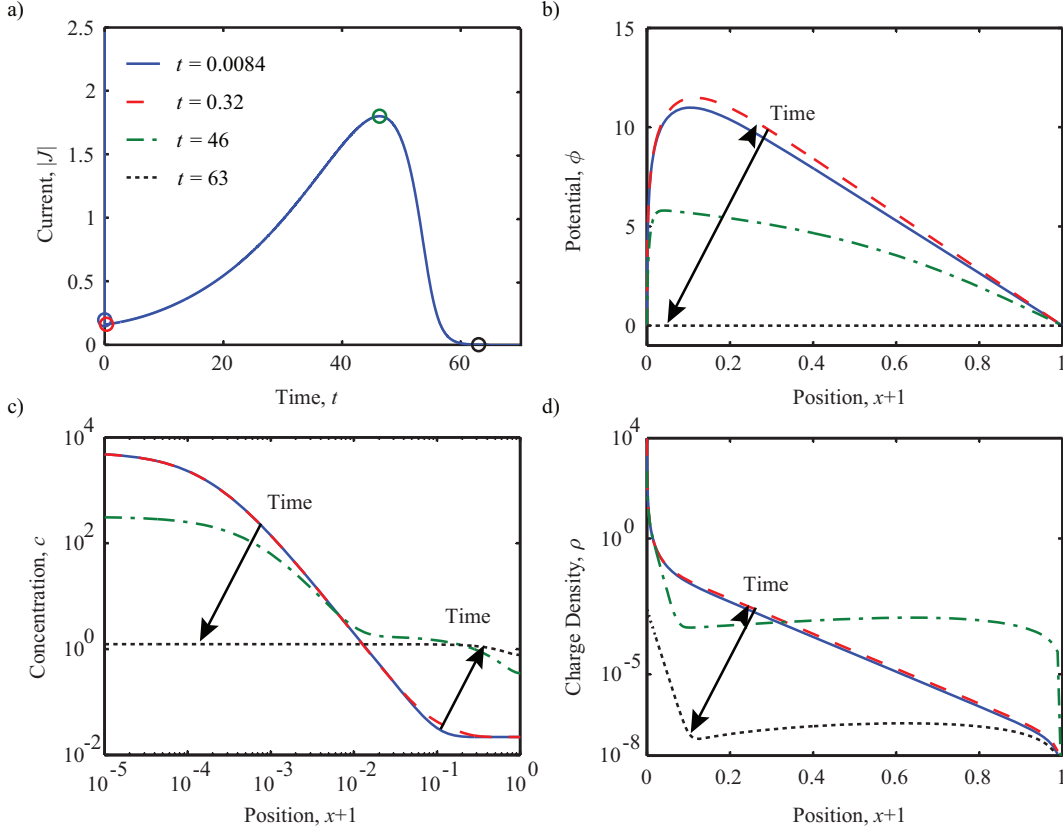 a)
2.5
2
1.5
1
0.5
0
Current, |J|
t = 0.0084
t = 0.32
t = 46
t = 63
0
20
40
60
Time, t
b)
15
10
5
0
Potential, ϕ
Time
0
0.2
0.4
0.6
0.8
1
Position, x+1
c)
10^4
10^2
10^0
10^-2
Concentration, c
Time
Time
10^-5
10^-4
10^-3
10^-2
10^-1
10^0
Position, x+1
d)
10^4
10^0
10^-5
10^-8
Charge Density, ρ
Time
0
0.2
0.4
0.6
0.8
1
Position, x+1